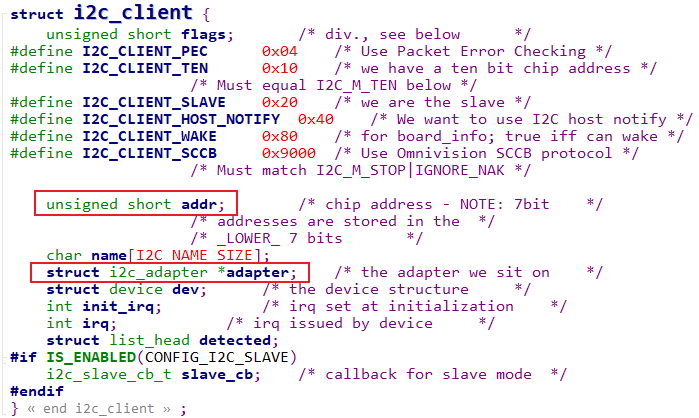 struct i2c_client {
unsigned short flags; /* div., see below */
#define I2C_CLIENT_PEC 0x04 /* Use Packet Error Checking */
#define I2C_CLIENT_TEN 0x10 /* we have a ten bit chip address */
/* Must equal I2C_M_TEN below */
#define I2C_CLIENT_SLAVE 0x20 /* we are the slave */
#define I2C_CLIENT_HOST_NOTIFY 0x40 /* We want to use I2C host notify */
#define I2C_CLIENT_WAKE 0x80 /* for board_info; true iff can wake */
#define I2C_CLIENT_SCCB 0x9000 /* Use Omnivision SCCB protocol */
/* Must match I2C_M_STOP|IGNORE_NAK */
unsigned short addr; /* chip address - NOTE: 7bit */
/* addresses are stored in the */
/* _LOWER_ 7 bits */
char name[I2C_NAME_SIZE];
struct i2c_adapter *adapter; /* the adapter we sit on */
struct device dev; /* the device structure */
int init_irq; /* irq set at initialization */
int irq; /* irq issued by device */
struct list_head detected;
#if IS_ENABLED(CONFIG_I2C_SLAVE)
i2c_slave_cb_t slave_cb; /* callback for slave mode */
#endif
} « end i2c_client » ;